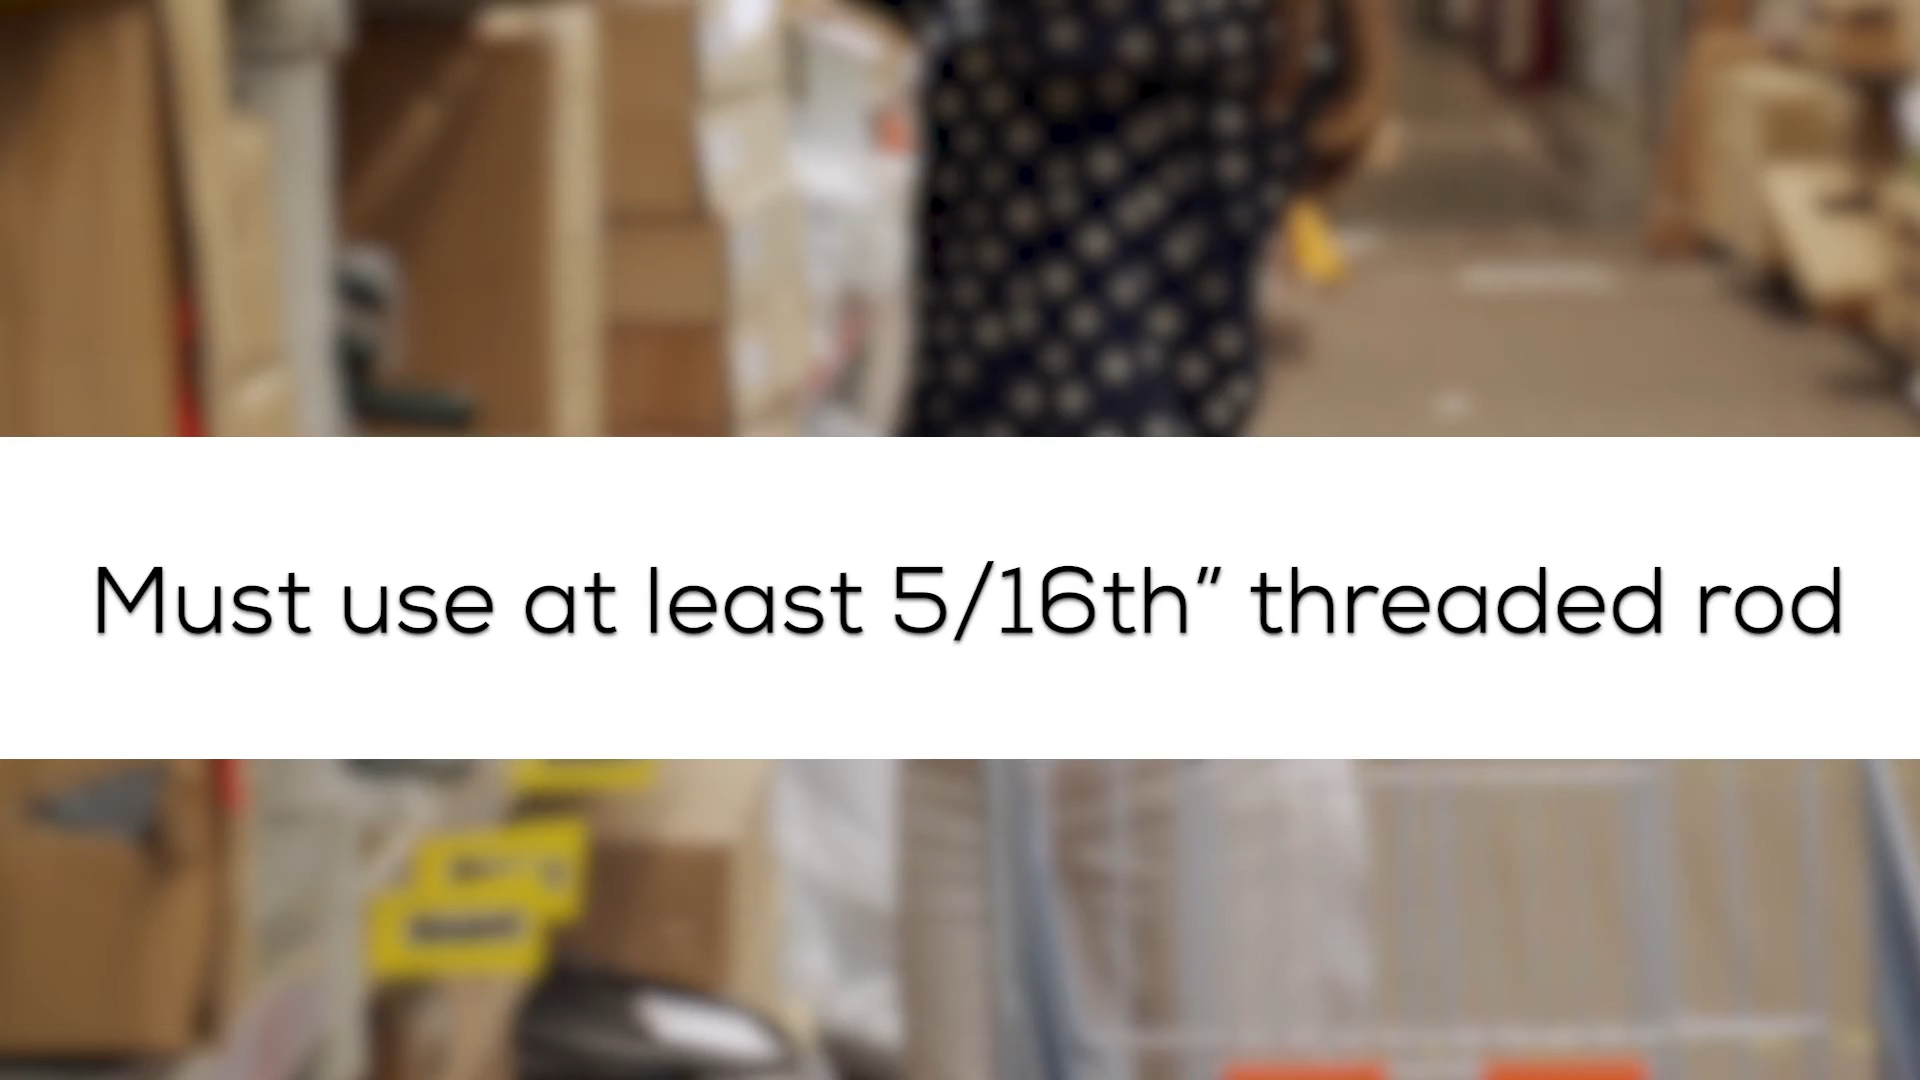 Must use at least 5/16th” threaded rod